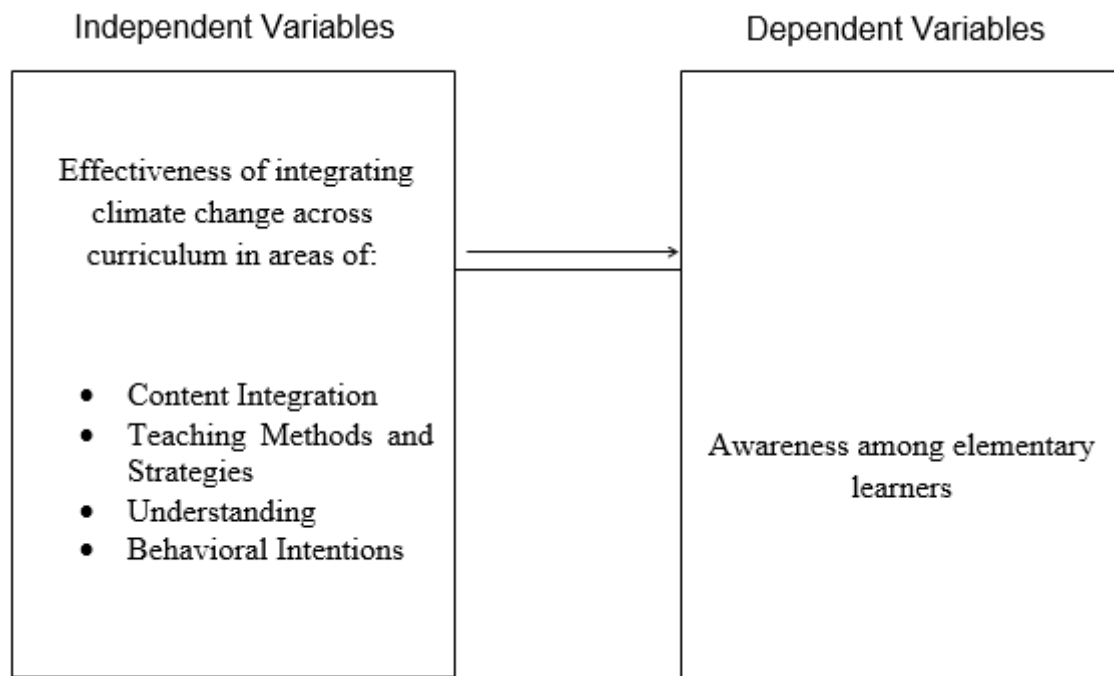 Independent Variables
Dependent Variables
Effectiveness of integrating
climate change across
curriculum in areas of:
• Content Integration
• Teaching Methods and
Strategies
• Understanding
• Behavioral Intentions
Awareness among elementary
learners